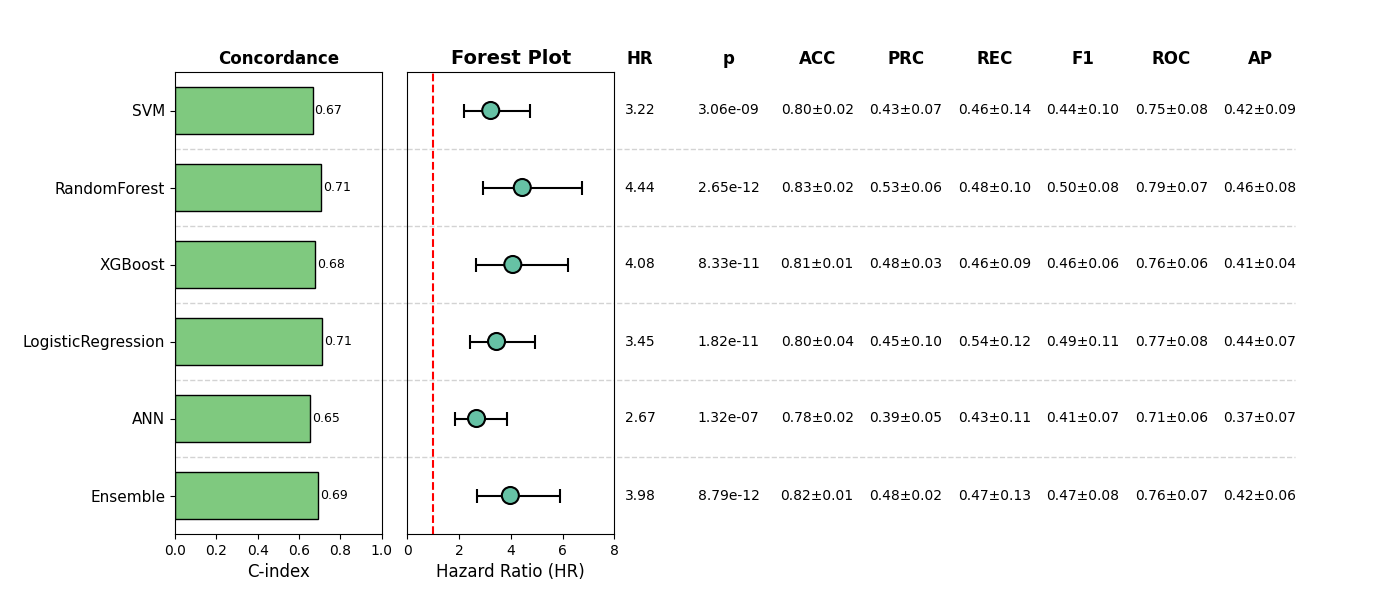 Concordance Forest Plot HR p ACC PRC REC F1 ROC AP
SVM 0.67 3.22 3.06e-09 0.80±0.02 0.43±0.07 0.46±0.14 0.44±0.10 0.75±0.08 0.42±0.09
RandomForest 0.71 4.44 2.65e-12 0.83±0.02 0.53±0.06 0.48±0.10 0.50±0.08 0.79±0.07 0.46±0.08
XGBoost 0.68 4.08 8.33e-11 0.81±0.01 0.48±0.03 0.46±0.09 0.46±0.06 0.76±0.06 0.41±0.04
LogisticRegression 0.71 3.45 1.82e-11 0.80±0.04 0.45±0.10 0.54±0.12 0.49±0.11 0.77±0.08 0.44±0.07
ANN 0.65 2.67 1.32e-07 0.78±0.02 0.39±0.05 0.43±0.11 0.41±0.07 0.71±0.06 0.37±0.07
Ensemble 0.69 3.98 8.79e-12 0.82±0.01 0.48±0.02 0.47±0.13 0.47±0.08 0.76±0.07 0.42±0.06
0.0 0.2 0.4 0.6 0.8 1.0 0 2 4 6 8
C-index Hazard Ratio (HR)